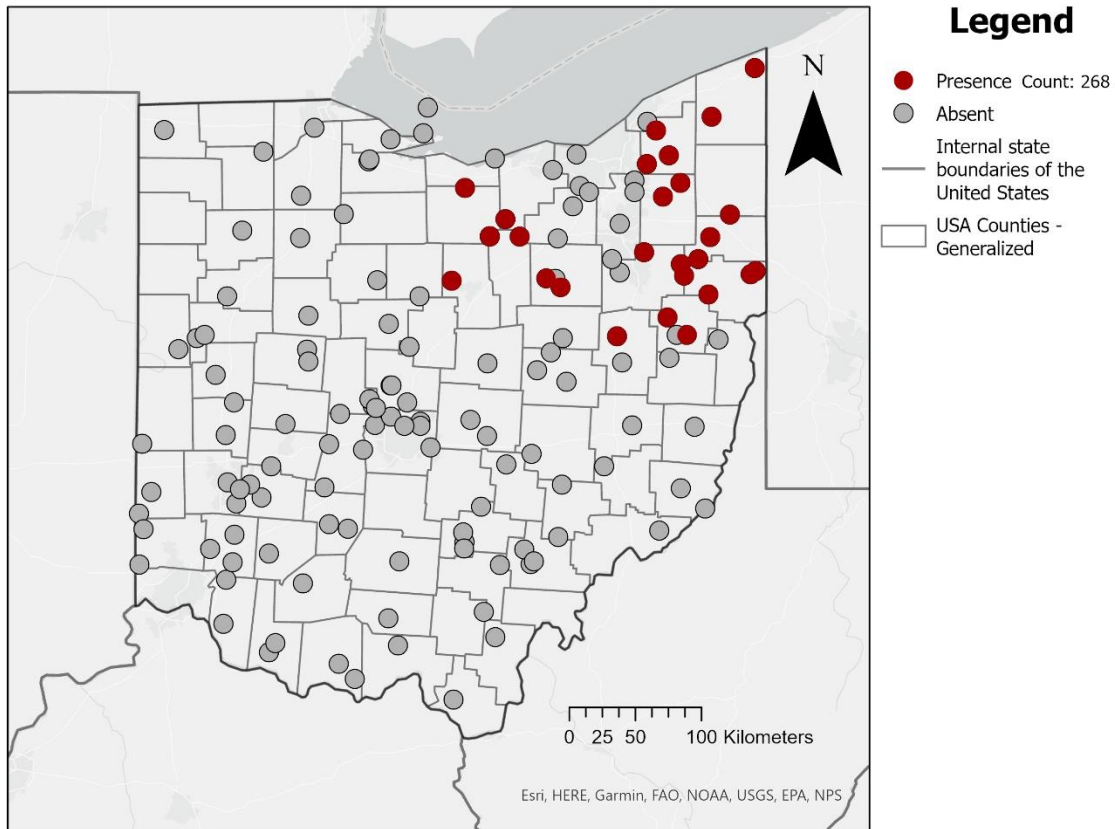 Legend
N
Presence Count: 268
Absent
Internal state
boundaries of the
United States
USA Counties -
Generalized
0 25 50 100 Kilometers
Esri, HERE, Garmin, FAO, NOAA, USGS, EPA, NPS